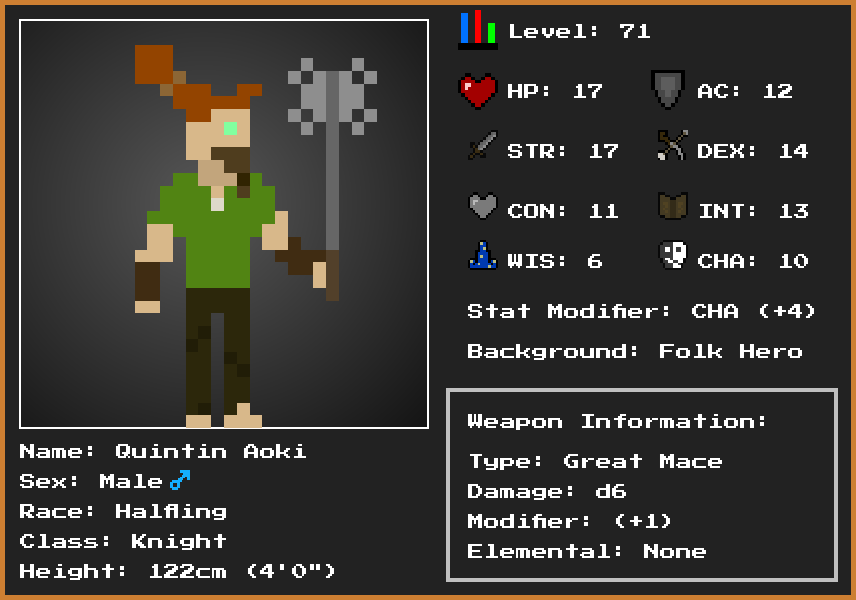 Level: 71
HP: 17 AC: 12
STR: 17 DEX: 14
CON: 11 INT: 13
WIS: 6 CHA: 10
Stat Modifier: CHA (+4)
Background: Folk Hero
Weapon Information:
Type: Great Mace
Damage: d6
Modifier: (+1)
Elemental: None
Name: Quintin Aoki
Sex: Male ♂
Race: Halfling
Class: Knight
Height: 122cm (4'0")